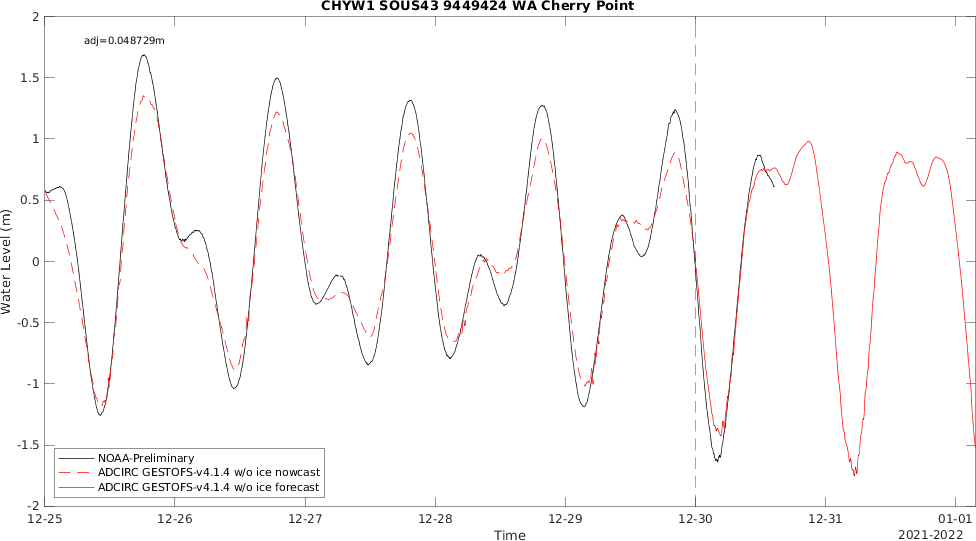 CHYW1 SOUS43 9449424 WA Cherry Point
adj=0.048729m
Water Level (m)
2
1.5
1
0.5
0
-0.5
-1
-1.5
-2
NOAA-Preliminary
ADCIRC GESTOFS-v4.1.4 w/o ice nowcast
ADCIRC GESTOFS-v4.1.4 w/o ice forecast
12-25 12-26 12-27 12-28 12-29 12-30 12-31 01-01
Time
2021-2022